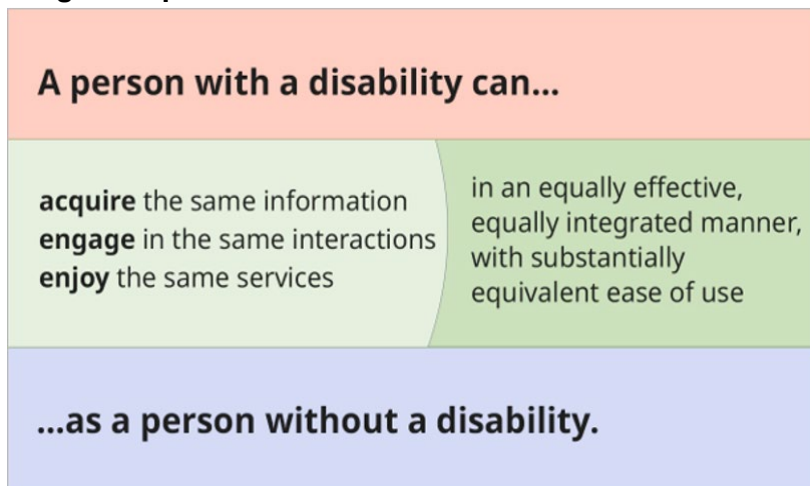 A person with a disability can...
acquire the same information
engage in the same interactions
enjoy the same services
in an equally effective,
equally integrated manner,
with substantially
equivalent ease of use
...as a person without a disability.